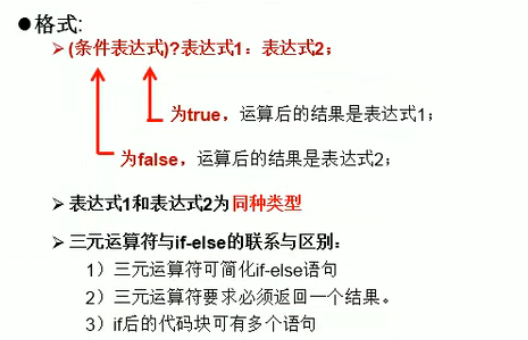 ●格式:
➢(条件表达式)?表达式1：表达式2；
为true，运算后的结果是表达式1；
为false，运算后的结果是表达式2；
➢表达式1和表达式2为同种类型
➢三元运算符与if-else的联系与区别：
1）三元运算符可简化if-else语句
2）三元运算符要求必须返回一个结果。
3）if后的代码块可有多个语句